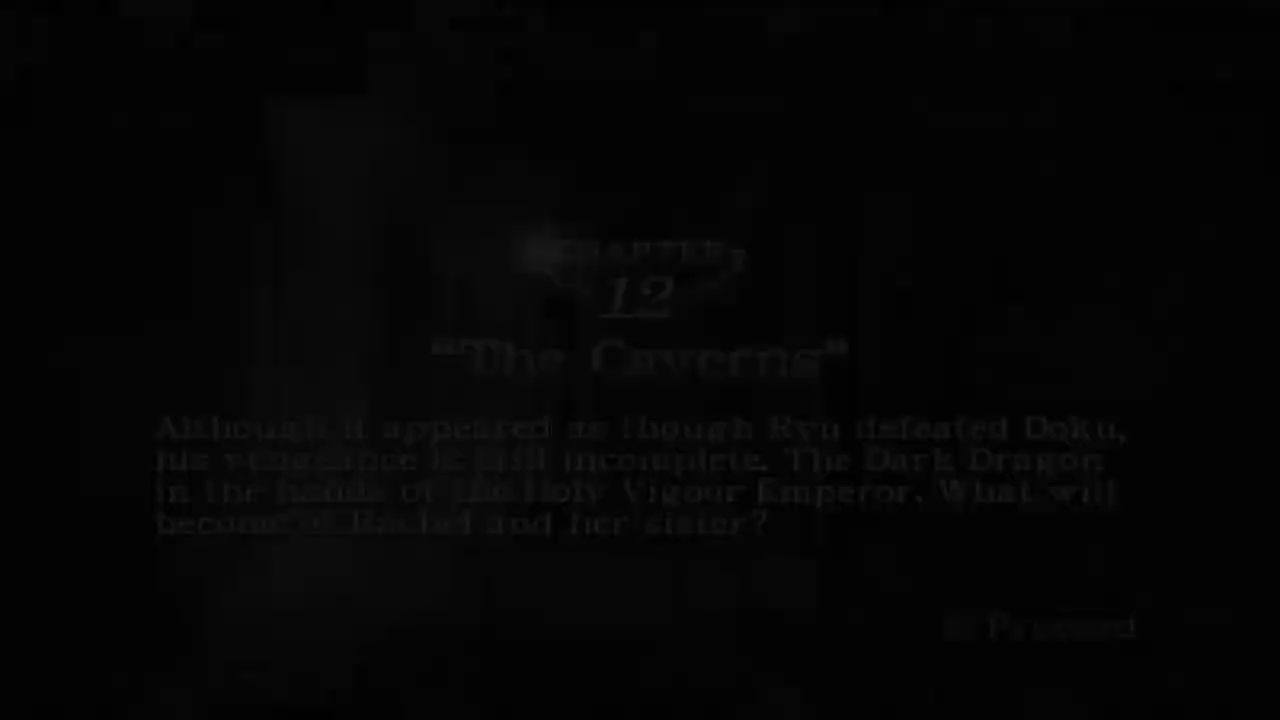 CHAPTER
12
"The Caverns"
Although it appeared as though Ryu defeated Doku,
his vengeance is still incomplete. The Dark Dragon
in the hands of the Holy Vigour Emperor. What will
become of Rachel and her sister?
Proceed